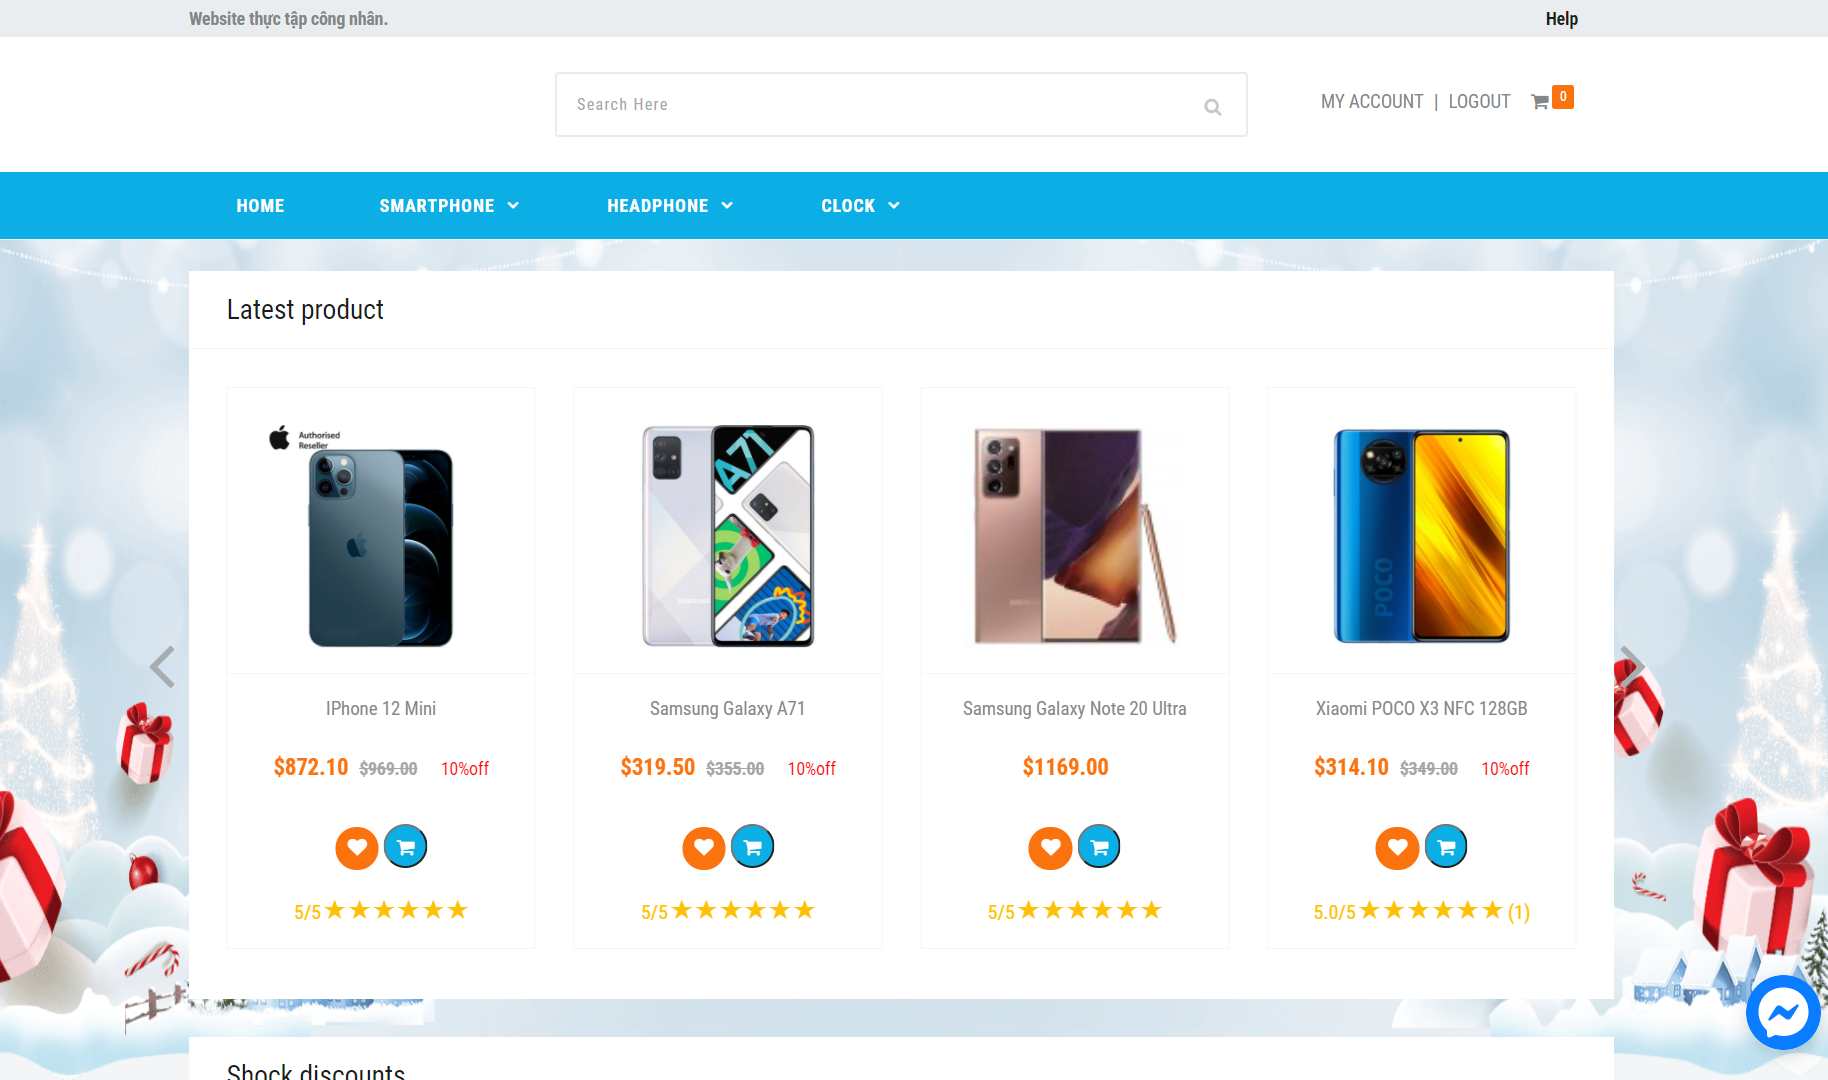 Website thực tập công nhân.
Help
Search Here
MY ACCOUNT | LOGOUT 0
HOME SMARTPHONE HEADPHONE CLOCK
Latest product
Authorised
Reseller
A71
SAMSUNG
POCO
IPhone 12 Mini
$872.10 $969.00 10%off
5/5★★★★★★
Samsung Galaxy A71
$319.50 $355.00 10%off
5/5★★★★★★
Samsung Galaxy Note 20 Ultra
$1169.00
5/5★★★★★★
Xiaomi POCO X3 NFC 128GB
$314.10 $349.00 10%off
5.0/5★★★★★★(1)
Shock discounts